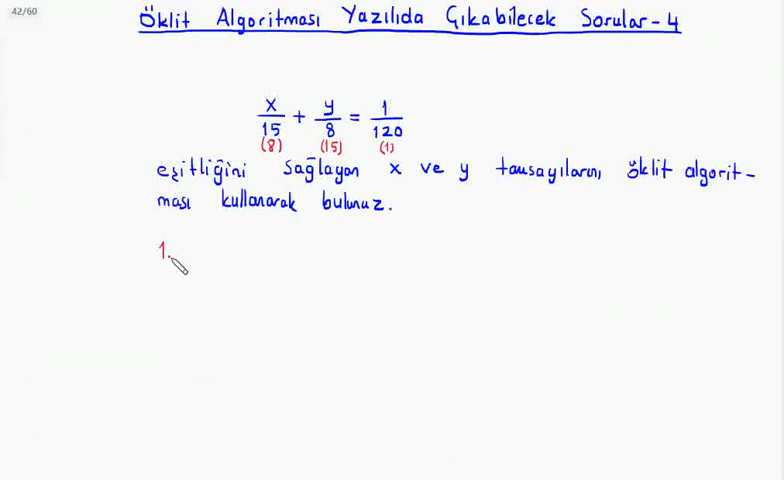 42/60
Öklit Algoritması Yazılıda Çıkabilecek Sorular-4
x/15 + y/8 = 1/120
(8) (15) (1)
eşitliğini sağlayan x ve y tamsayılarını öklit algorit-
ması kullanarak bulunuz.
1.